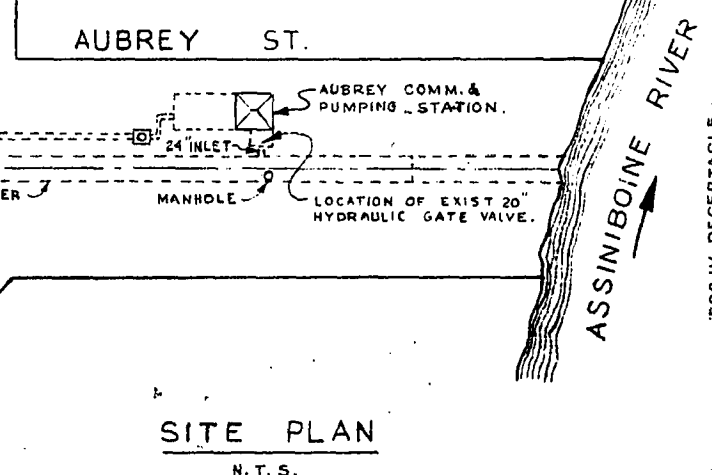 AUBREY ST.
AUBREY COMM. &
PUMPING STATION.
24" INLET
ER
MANHOLE
LOCATION OF EXIST 20"
HYDRAULIC GATE VALVE.
ASSINIBOINE RIVER
RECEPTACLE
SITE PLAN
N.T.S.